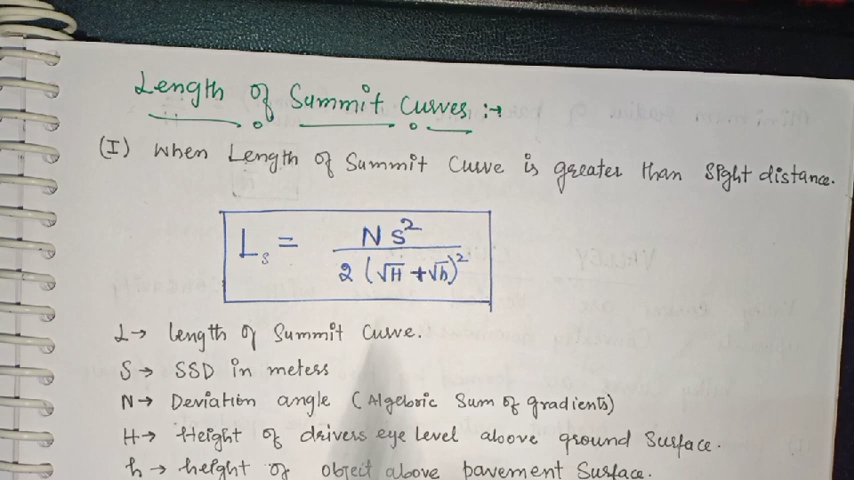 Length of Summit Curves :→
(I) when Length of Summit Curve is greater than Sight distance.
Ls = N S² / 2 (√H + √h)²
L→ length of Summit Curve.
S→ SSD in meters
N→ Deviation angle (Algebric Sum of gradients)
H→ Height of drivers eye level above ground Surface.
h→ height of object above pavement Surface.